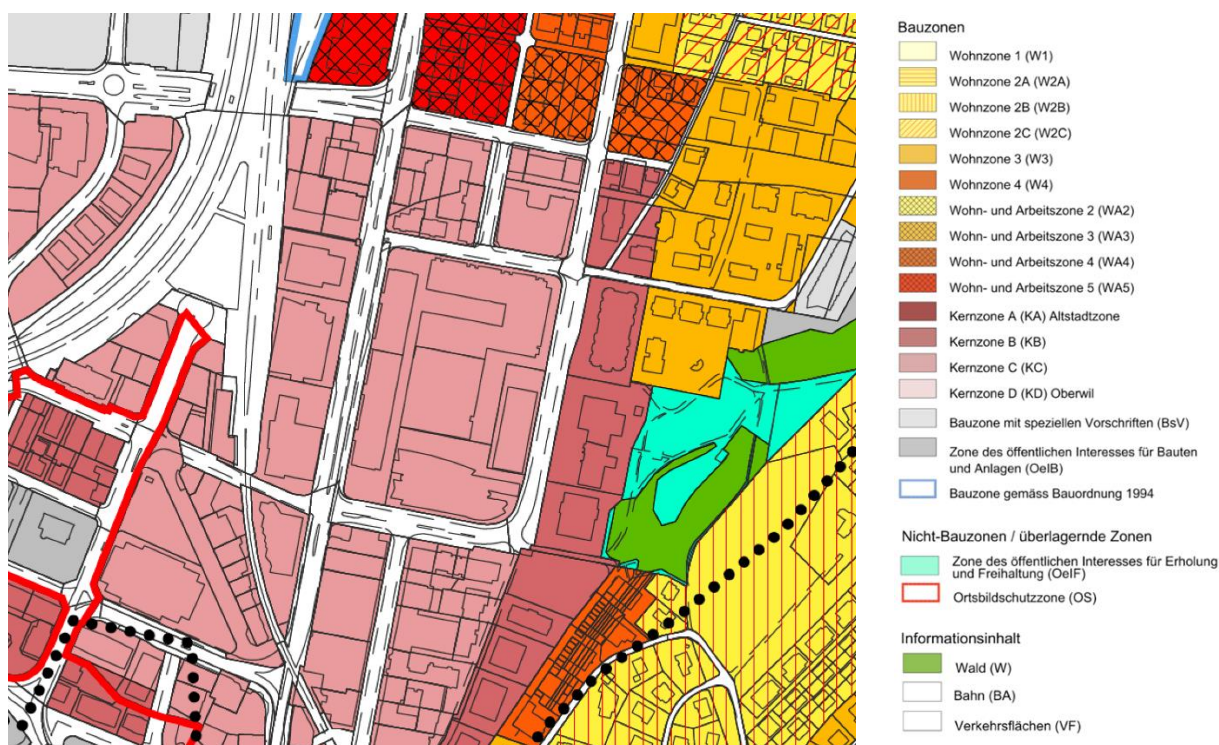 Bauzonen
Wohnzone 1 (W1)
Wohnzone 2A (W2A)
Wohnzone 2B (W2B)
Wohnzone 2C (W2C)
Wohnzone 3 (W3)
Wohnzone 4 (W4)
Wohn- und Arbeitszone 2 (WA2)
Wohn- und Arbeitszone 3 (WA3)
Wohn- und Arbeitszone 4 (WA4)
Wohn- und Arbeitszone 5 (WA5)
Kernzone A (KA) Altstadtzone
Kernzone B (KB)
Kernzone C (KC)
Kernzone D (KD) Oberwil
Bauzone mit speziellen Vorschriften (BsV)
Zone des öffentlichen Interesses für Bauten
und Anlagen (OeIB)
Bauzone gemäss Bauordnung 1994
Nicht-Bauzonen / überlagernde Zonen
Zone des öffentlichen Interesses für Erholung
und Freihaltung (OeIF)
Ortsbildschutzzone (OS)
Informationsinhalt
Wald (W)
Bahn (BA)
Verkehrsflächen (VF)